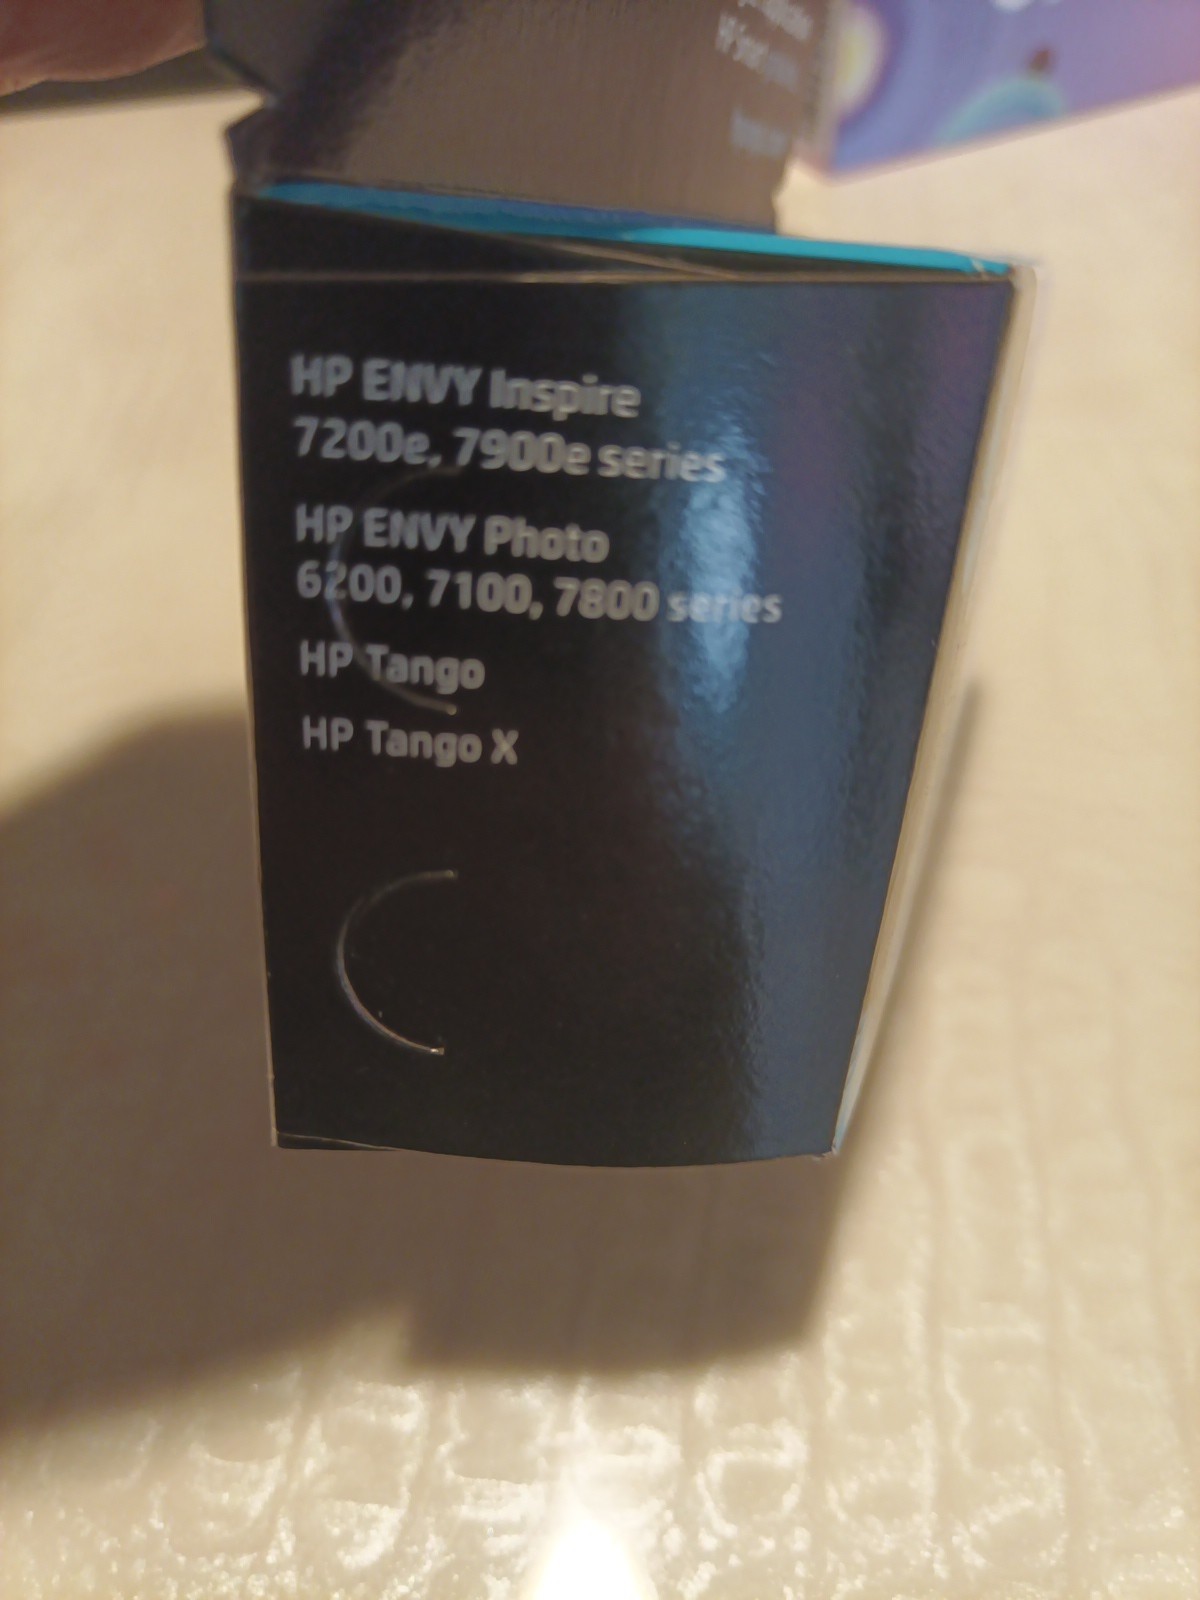 HP ENVY Inspire
7200e, 7900e series
HP ENVY Photo
6200, 7100, 7800 series
HP Tango
HP Tango X